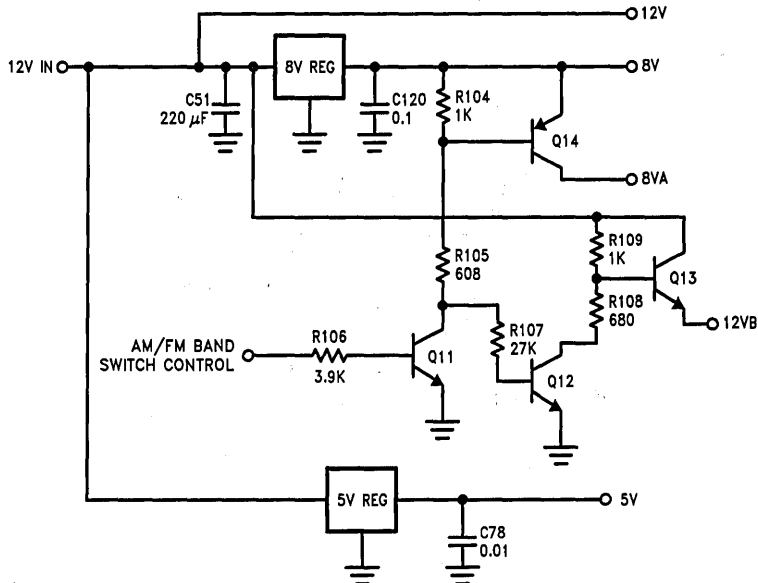 12V
12V IN
8V REG
8V
C51
220 μF
C120
0.1
R104
1K
Q14
8VA
R109
1K
Q13
R105
608
R108
680
12VB
AM/FM BAND
SWITCH CONTROL
R106
3.9K
Q11
R107
27K
Q12
5V REG
5V
C78
0.01